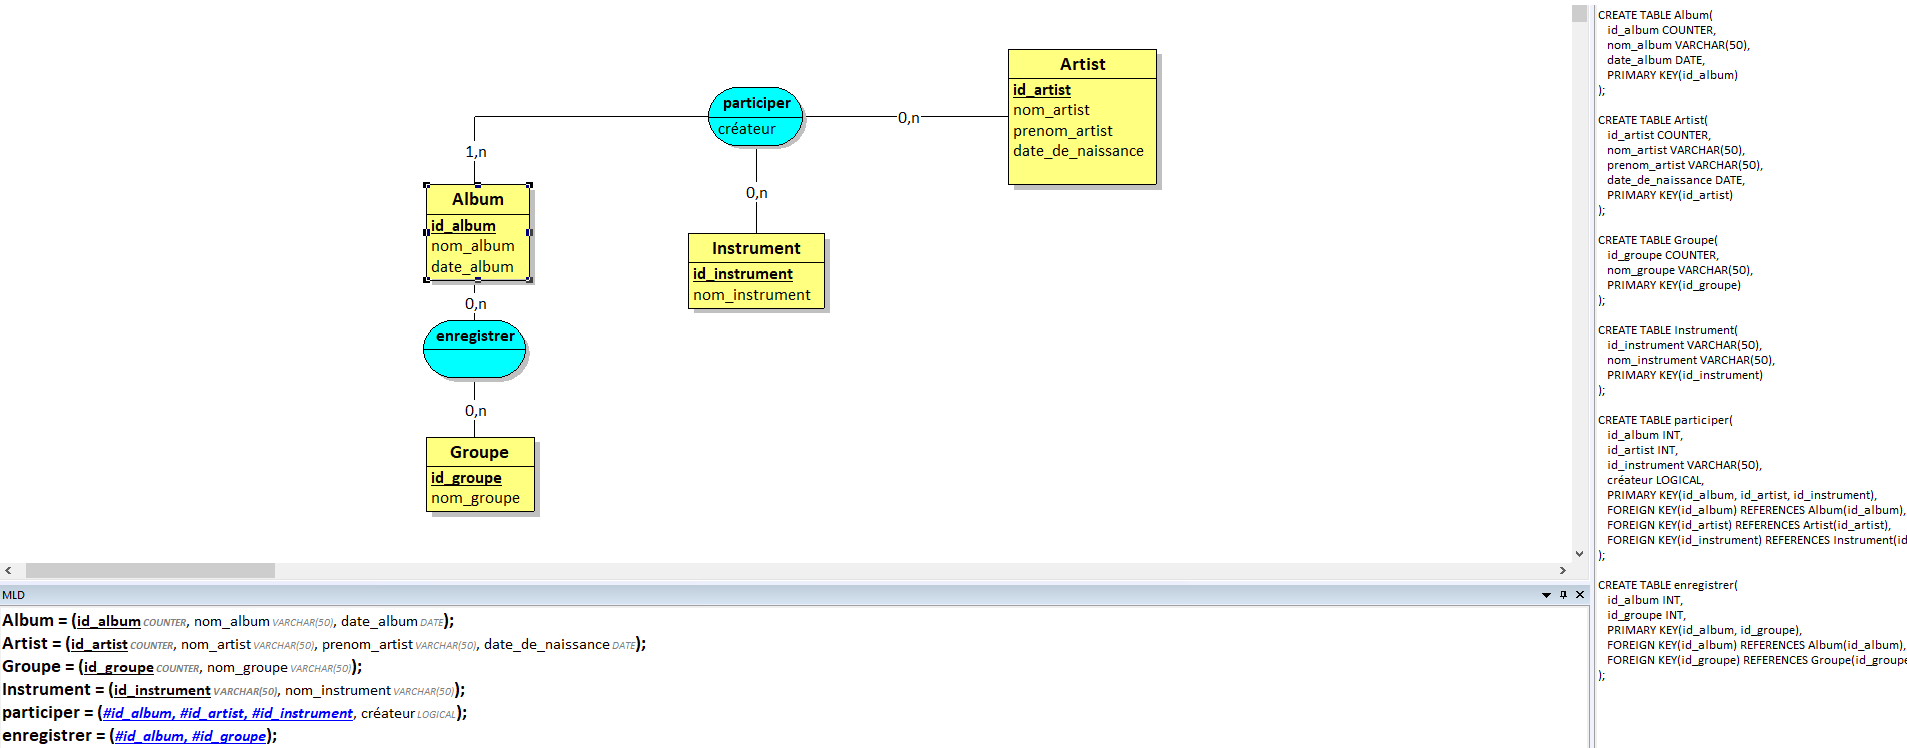 participer
créateur
1,n
0,n
0,n
Artist
id_artist
nom_artist
prenom_artist
date_de_naissance
Album
id_album
nom_album
date_album
Instrument
id_instrument
nom_instrument
0,n
enregistrer
0,n
Groupe
id_groupe
nom_groupe
MLD
Album = (id_album COUNTER, nom_album VARCHAR(50), date_album DATE);
Artist = (id_artist COUNTER, nom_artist VARCHAR(50), prenom_artist VARCHAR(50), date_de_naissance DATE);
Groupe = (id_groupe COUNTER, nom_groupe VARCHAR(50));
Instrument = (id_instrument VARCHAR(50), nom_instrument VARCHAR(50));
participer = (#id_album, #id_artist, #id_instrument, créateur LOGICAL);
enregistrer = (#id_album, #id_groupe);
CREATE TABLE Album(
id_album COUNTER,
nom_album VARCHAR(50),
date_album DATE,
PRIMARY KEY(id_album)
);
CREATE TABLE Artist(
id_artist COUNTER,
nom_artist VARCHAR(50),
prenom_artist VARCHAR(50),
date_de_naissance DATE,
PRIMARY KEY(id_artist)
);
CREATE TABLE Groupe(
id_groupe COUNTER,
nom_groupe VARCHAR(50),
PRIMARY KEY(id_groupe)
);
CREATE TABLE Instrument(
id_instrument VARCHAR(50),
nom_instrument VARCHAR(50),
PRIMARY KEY(id_instrument)
);
CREATE TABLE participer(
id_album INT,
id_artist INT,
id_instrument VARCHAR(50),
créateur LOGICAL,
PRIMARY KEY(id_album, id_artist, id_instrument),
FOREIGN KEY(id_album) REFERENCES Album(id_album),
FOREIGN KEY(id_artist) REFERENCES Artist(id_artist),
FOREIGN KEY(id_instrument) REFERENCES Instrument(id
);
CREATE TABLE enregistrer(
id_album INT,
id_groupe INT,
PRIMARY KEY(id_album, id_groupe),
FOREIGN KEY(id_album) REFERENCES Album(id_album),
FOREIGN KEY(id_groupe) REFERENCES Groupe(id_groupe
);